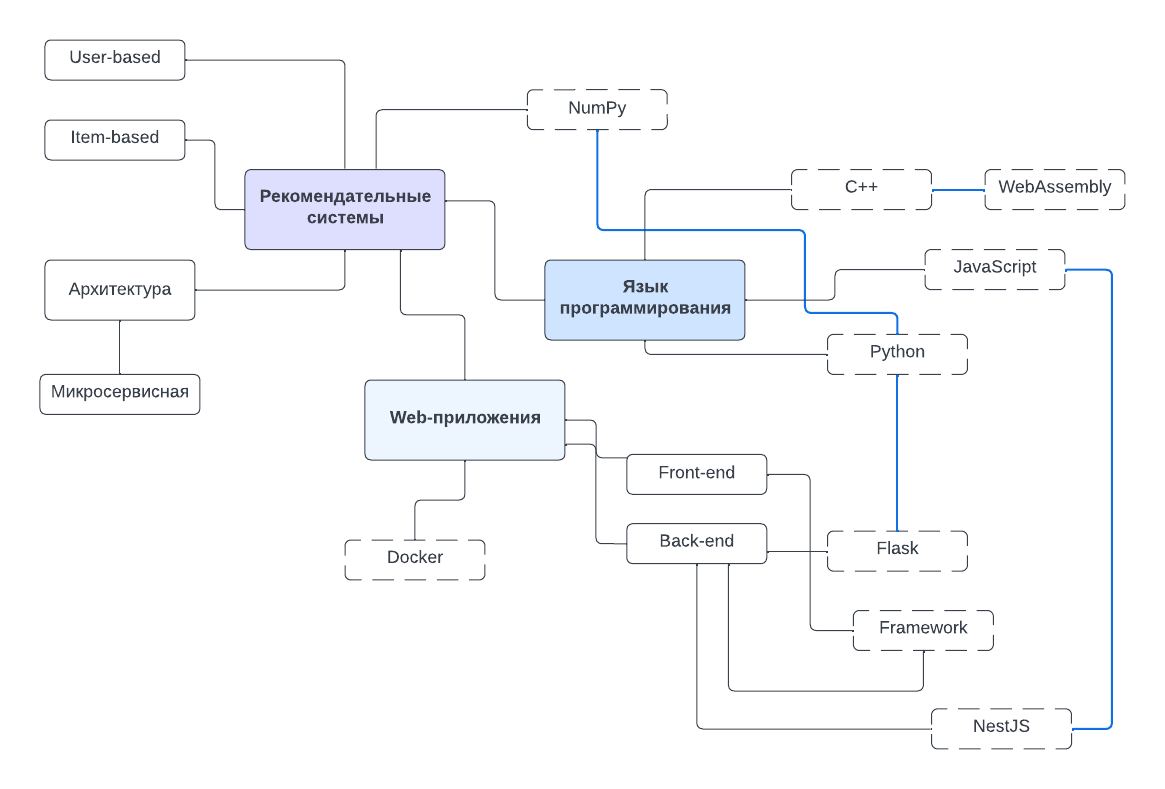 User-based
NumPy
Item-based
C++
WebAssembly
Рекомендательные
системы
JavaScript
Архитектура
Язык
программирования
Python
Микросервисная
Web-приложения
Front-end
Back-end
Flask
Docker
Framework
NestJS